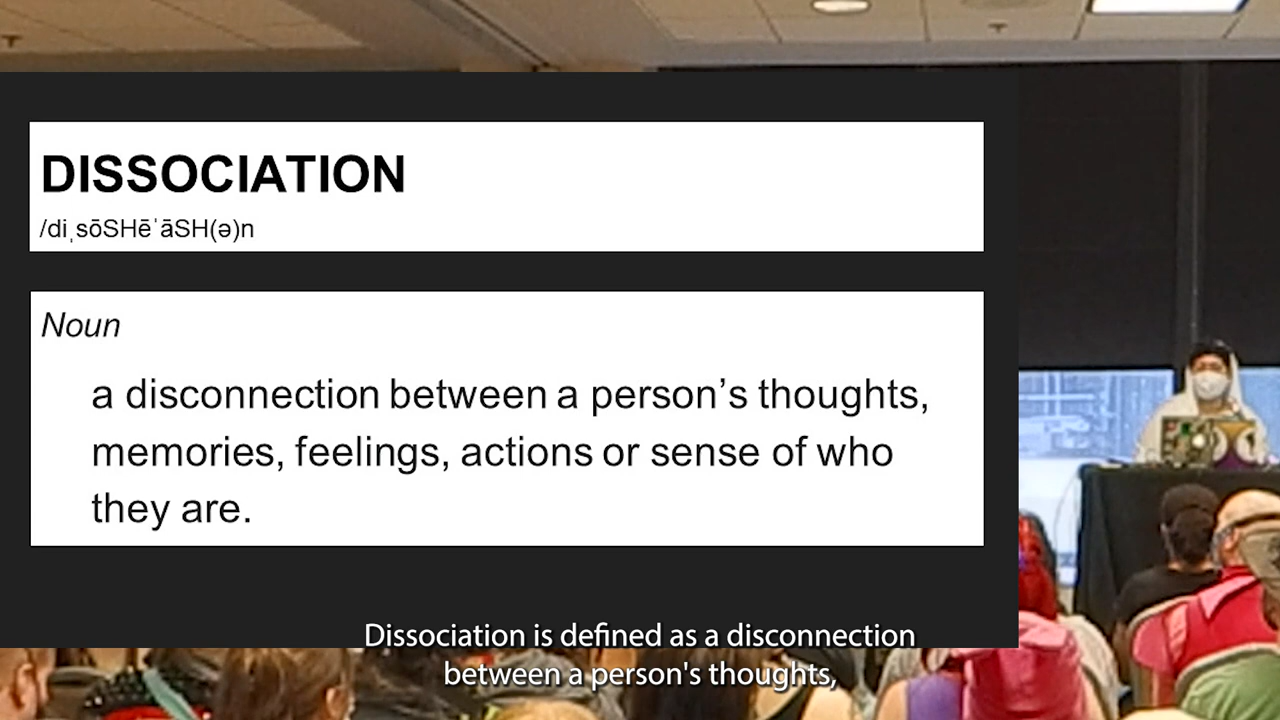 DISSOCIATION
/diˌsōSHēˈāSH(ə)n
Noun
a disconnection between a person’s thoughts,
memories, feelings, actions or sense of who
they are.
Dissociation is defined as a disconnection
between a person's thoughts,